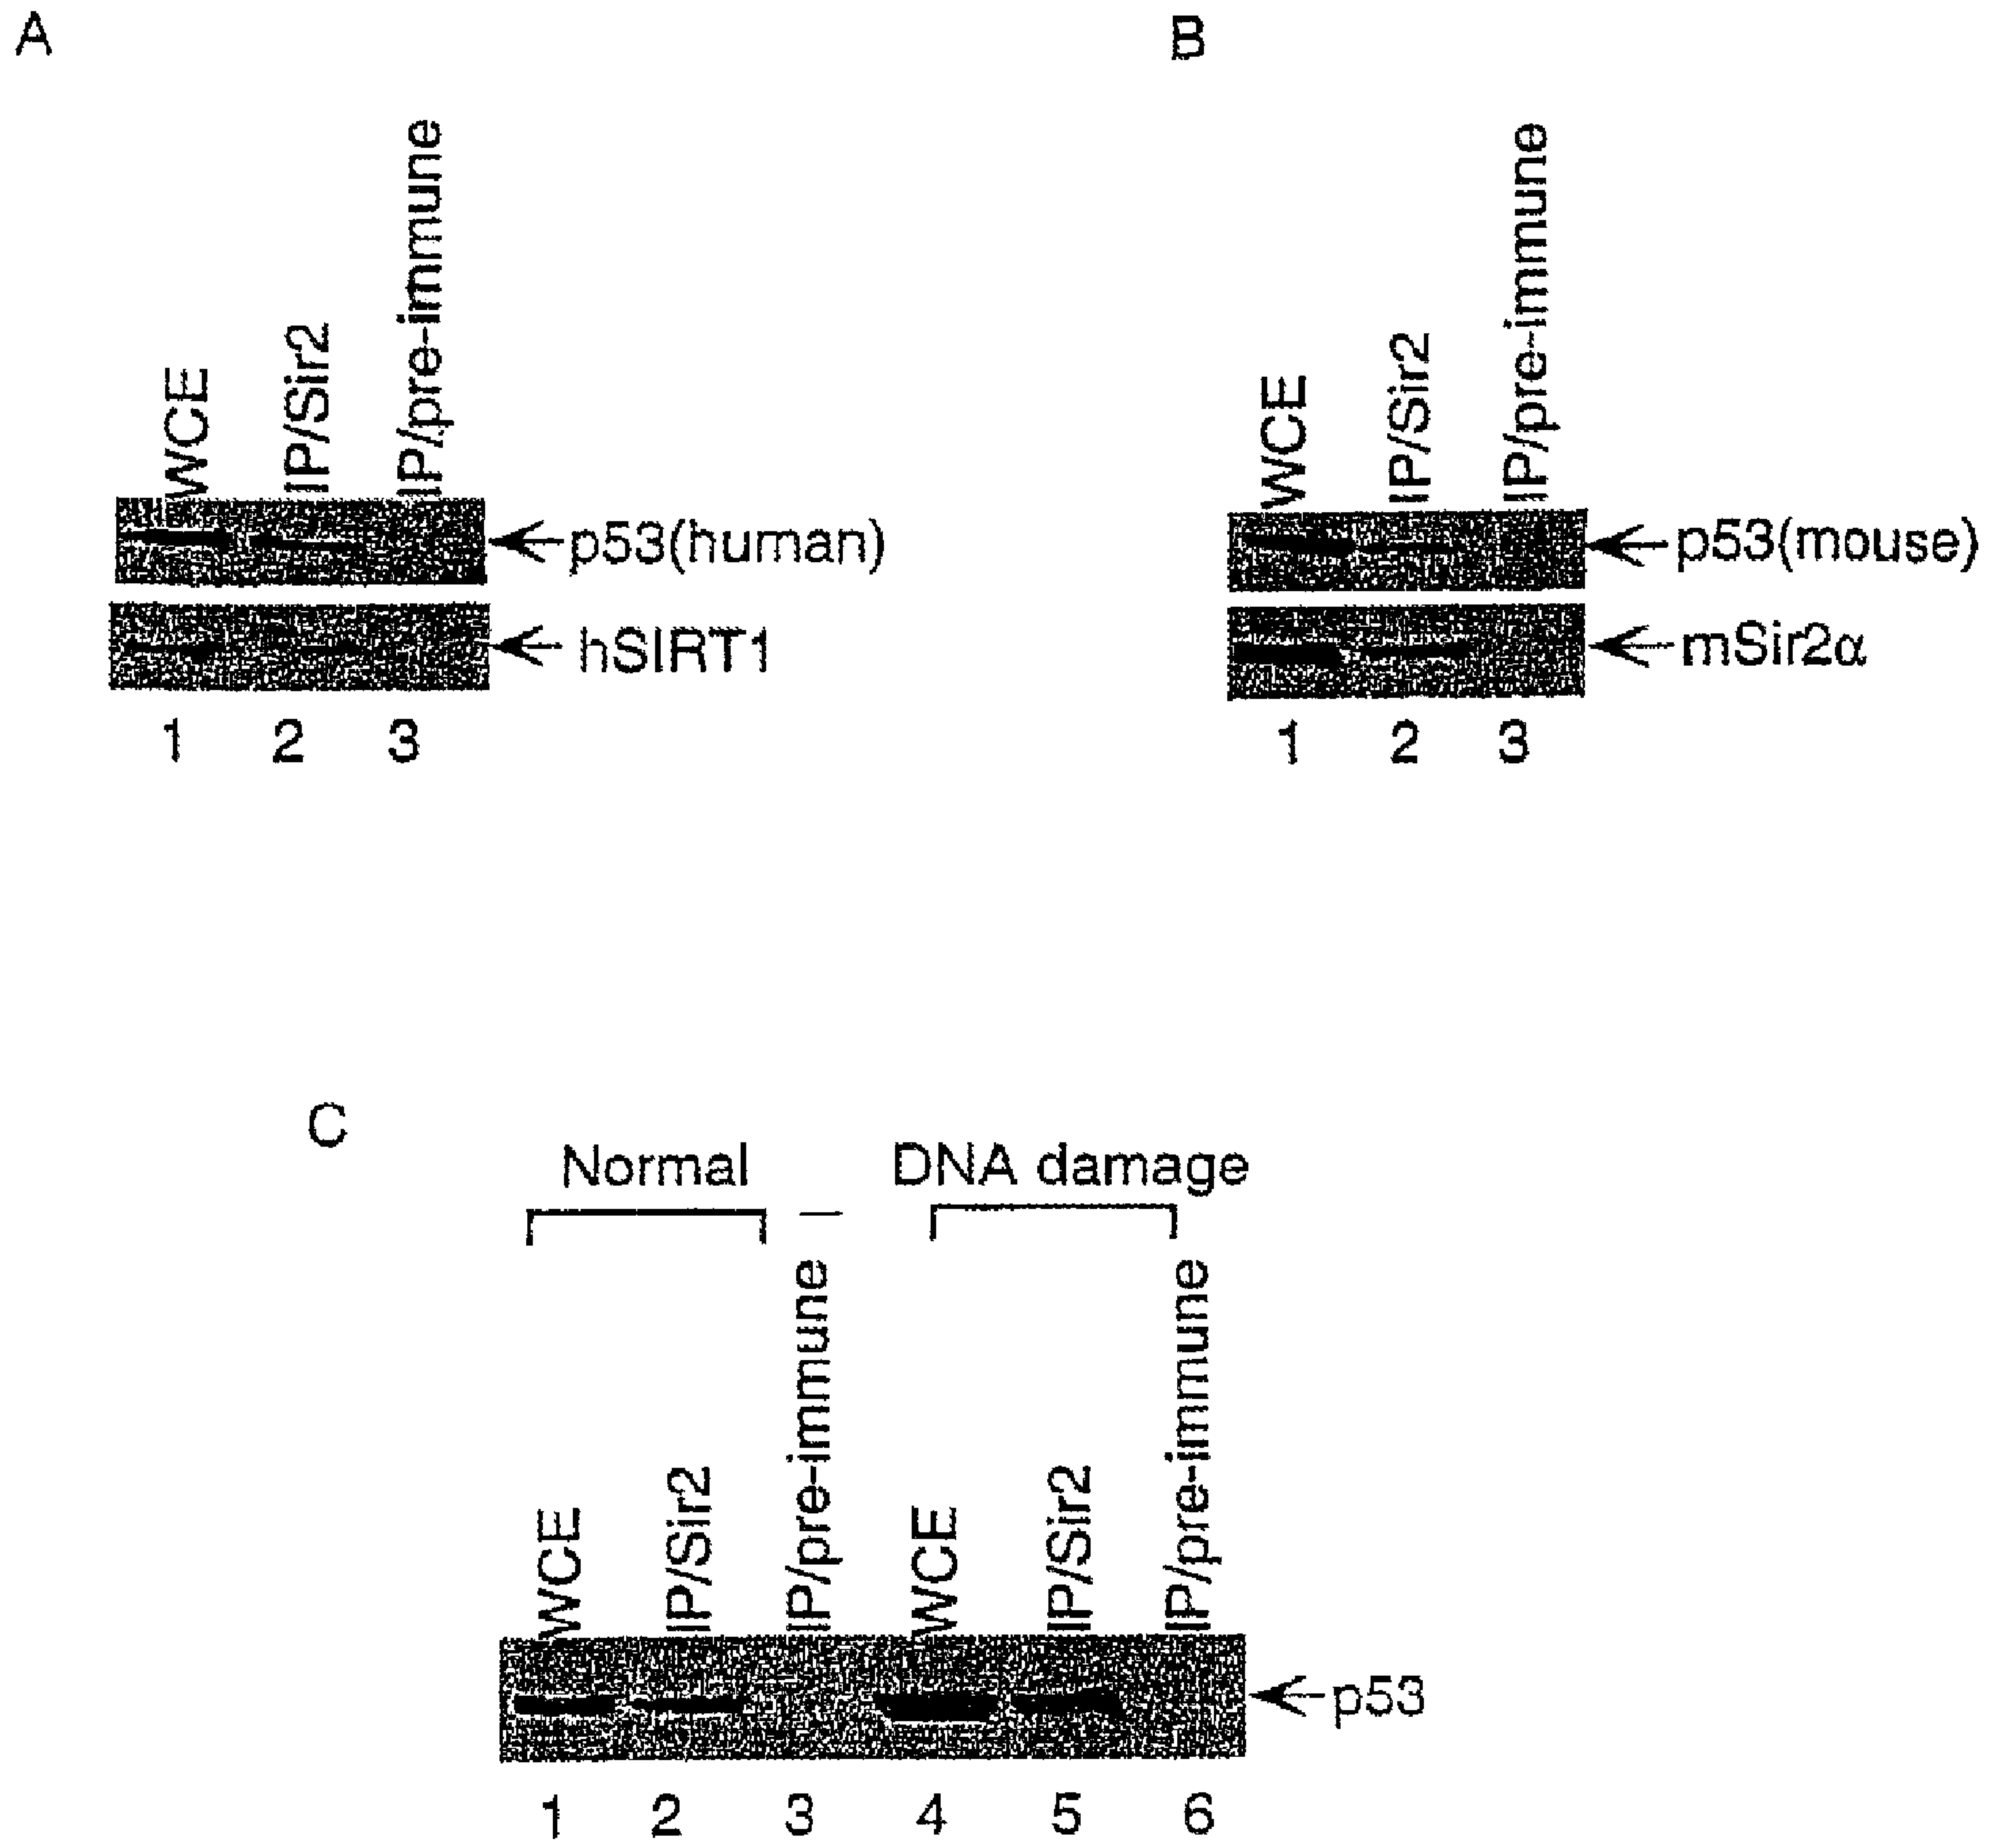 A
WCE
IP/Sir2
IP/pre-immune
p53(human)
hSIRT1
1 2 3
B
WCE
IP/Sir2
IP/pre-immune
p53(mouse)
mSir2α
1 2 3
C
Normal
DNA damage
WCE
IP/Sir2
IP/pre-immune
WCE
IP/Sir2
IP/pre-immune
p53
1 2 3 4 5 6